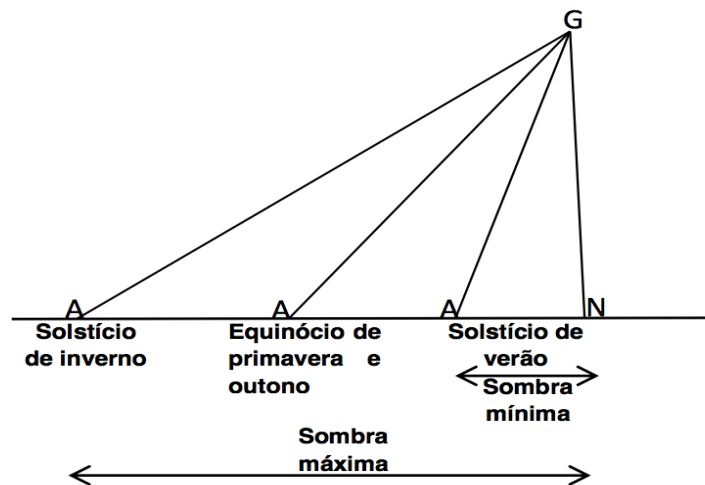 G
A
A
A
N
Solstício
de inverno
Equinócio de
primavera e
outono
Solstício de
verão
Sombra
mínima
Sombra
máxima